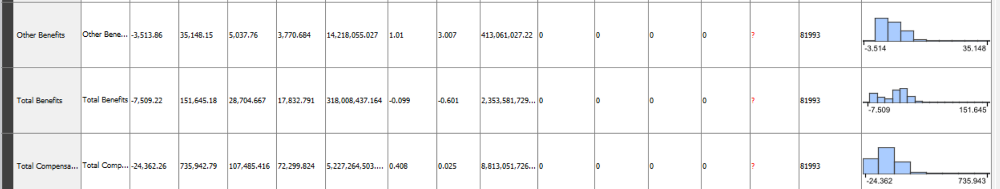 Other Benefits Other Bene... -3,513.86 35,148.15 5,037.76 3,770.684 14,218,055.027 1.01 3.007 413,061,027.22 0 0 0 0 ? 81993
-3.514 35.148
Total Benefits Total Benefits -7,509.22 151,645.18 28,704.667 17,832.791 318,008,437.164 -0.099 -0.601 2,353,581,729... 0 0 0 0 ? 81993
-7.509 151.645
Total Compensa... Total Comp... -24,362.26 735,942.79 107,485.416 72,299.824 5,227,264,503.... 0.408 0.025 8,813,051,726... 0 0 0 0 ? 81993
-24.362 735.943